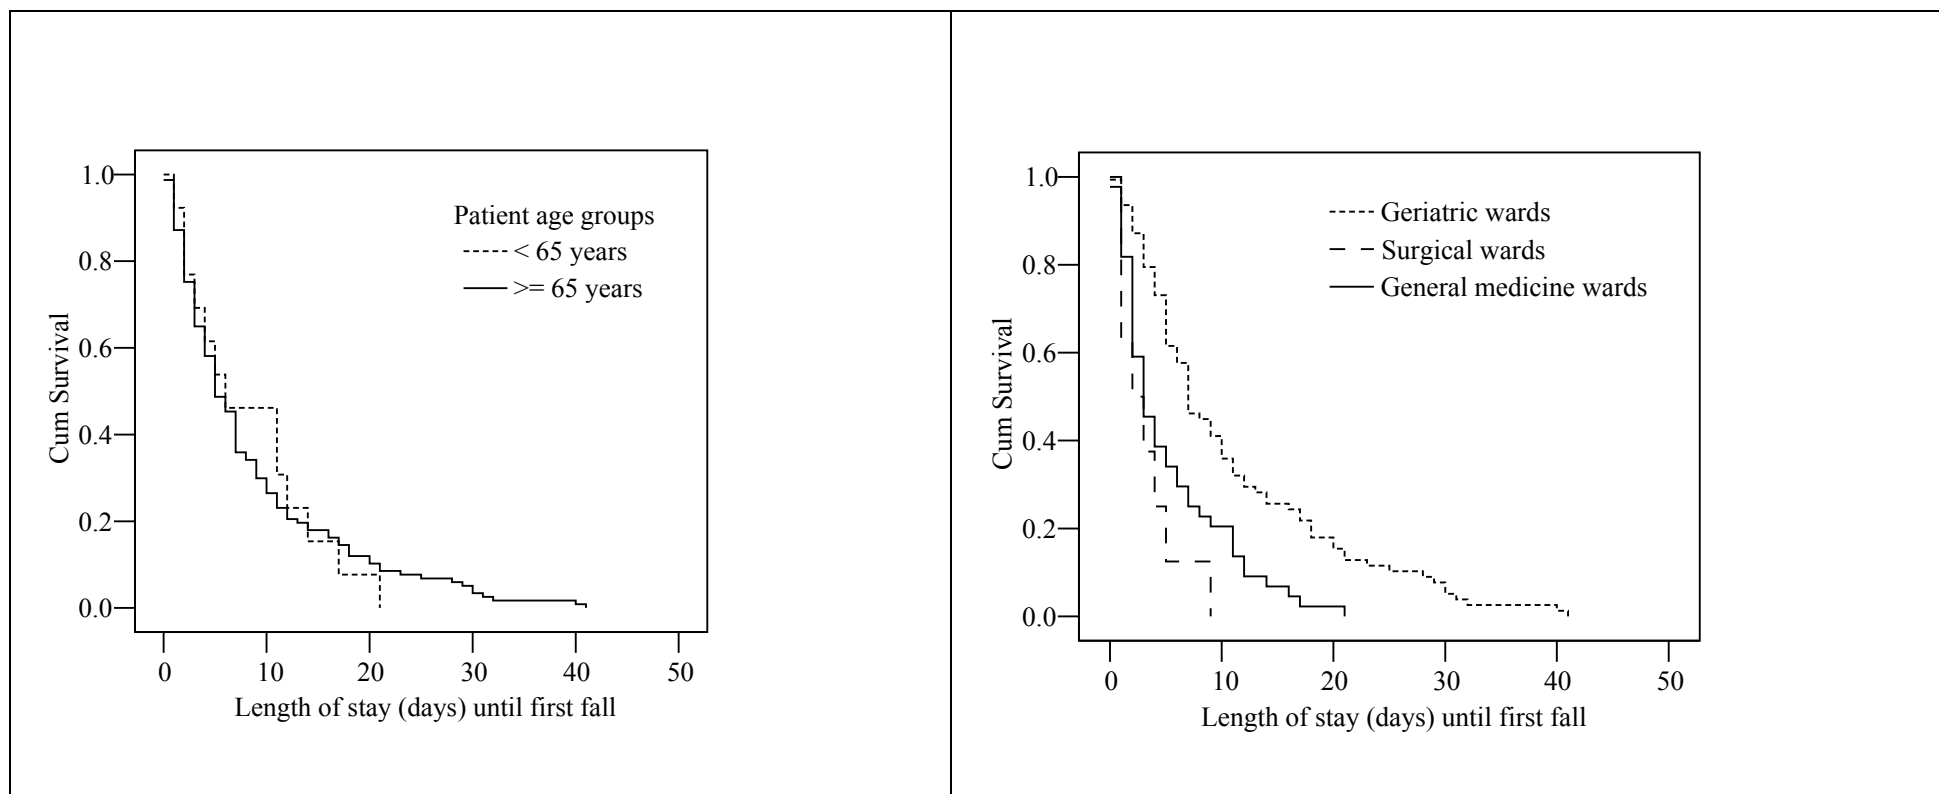 1.0
0.8
0.6
0.4
0.2
0.0
Cum Survival
Patient age groups
< 65 years
>= 65 years
0 10 20 30 40 50
Length of stay (days) until first fall
1.0
0.8
0.6
0.4
0.2
0.0
Cum Survival
Geriatric wards
Surgical wards
General medicine wards
0 10 20 30 40 50
Length of stay (days) until first fall